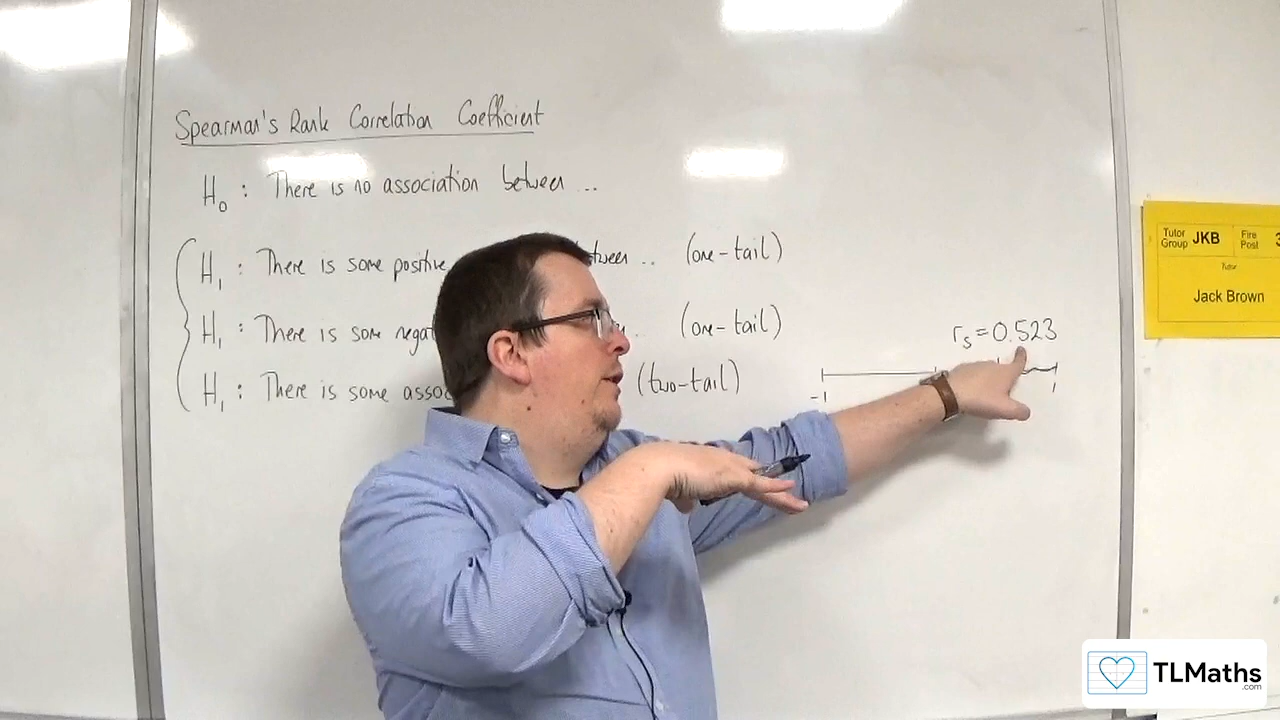 Spearman's Rank Correlation Coefficient
H0 : There is no association between ...
H1 : There is some positive (one-tail)
H1 : There is some (one-tail)
H1 : There is some (two-tail)
rs = 0.523
-1 1
Tutor Group JKB Fire Post
Jack Brown
TLMaths
.com